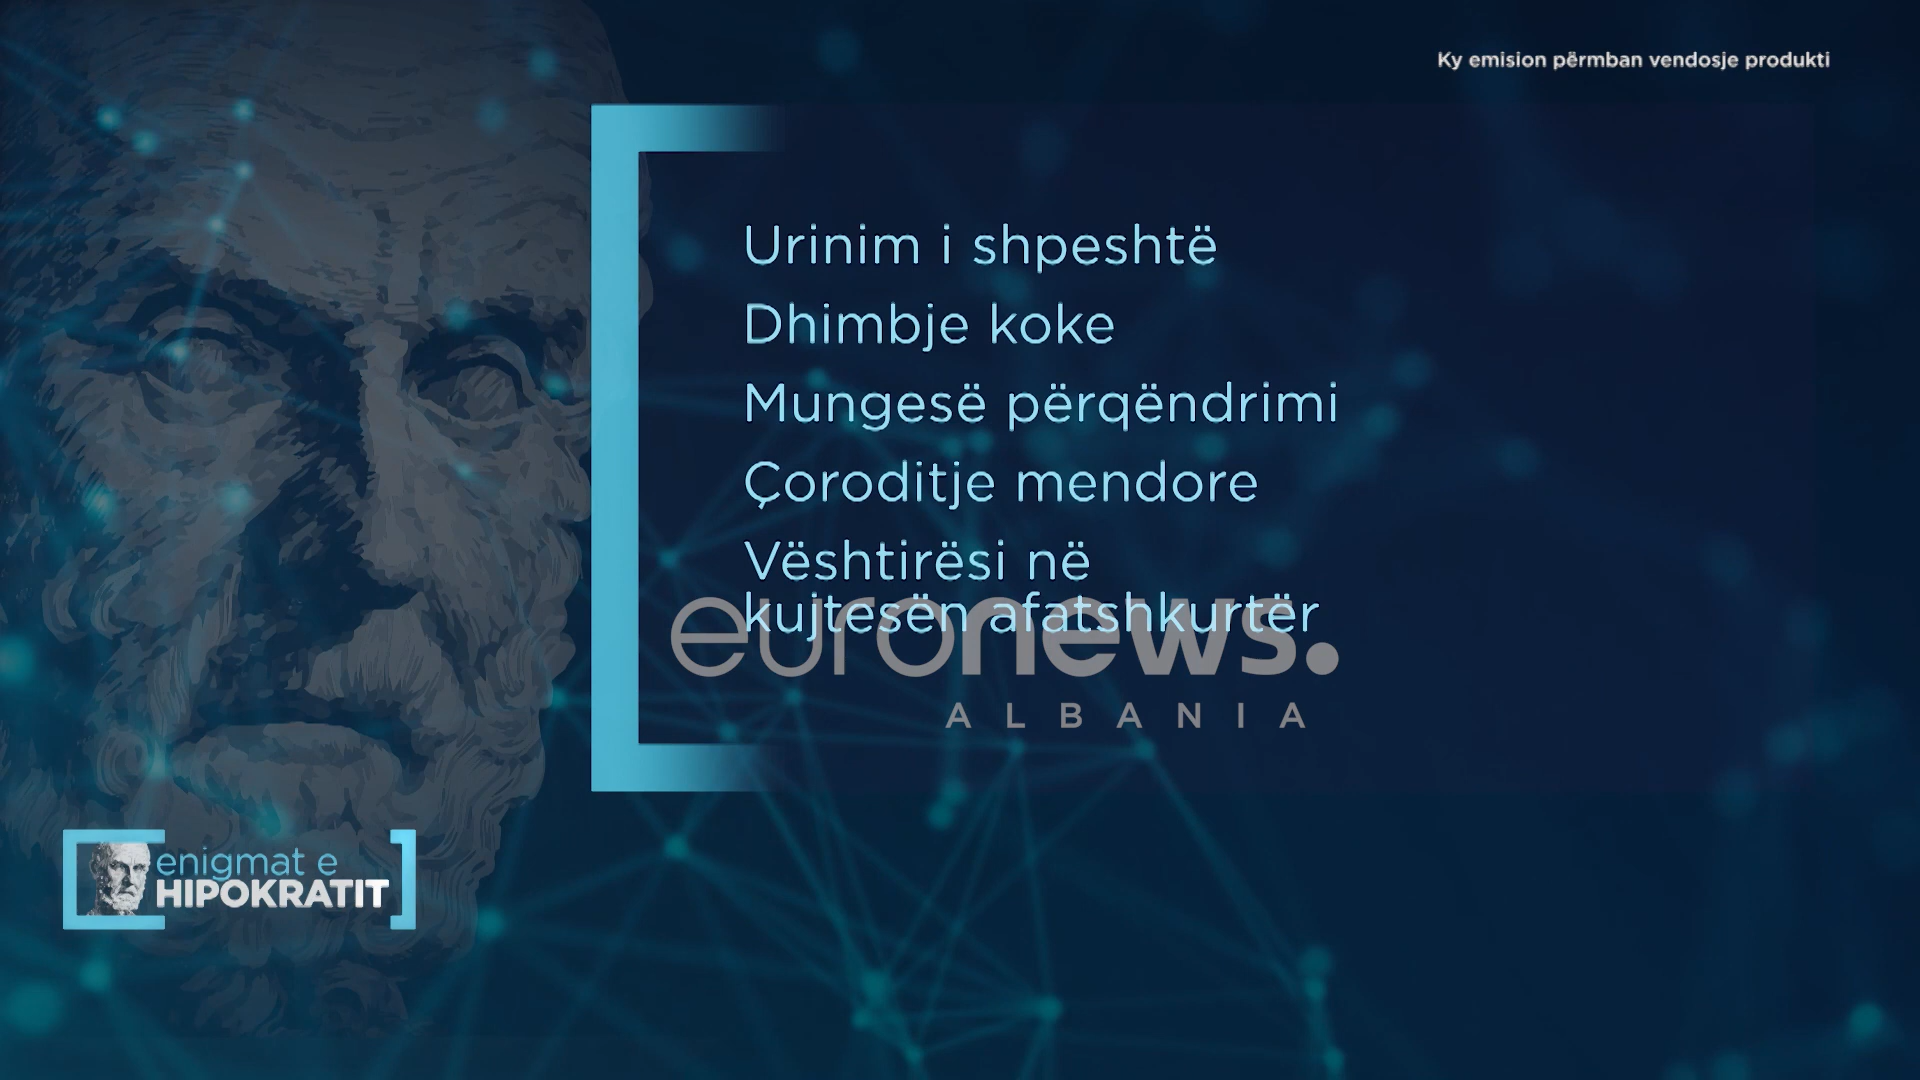 Ky emision përmban vendosje produkti
Urinim i shpeshtë
Dhimbje koke
Mungesë përqëndrimi
Çoroditje mendore
Vështirësi në
kujtesën afatshkurtër
euronews.
ALBANIA
enigmat e
HIPOKRATIT